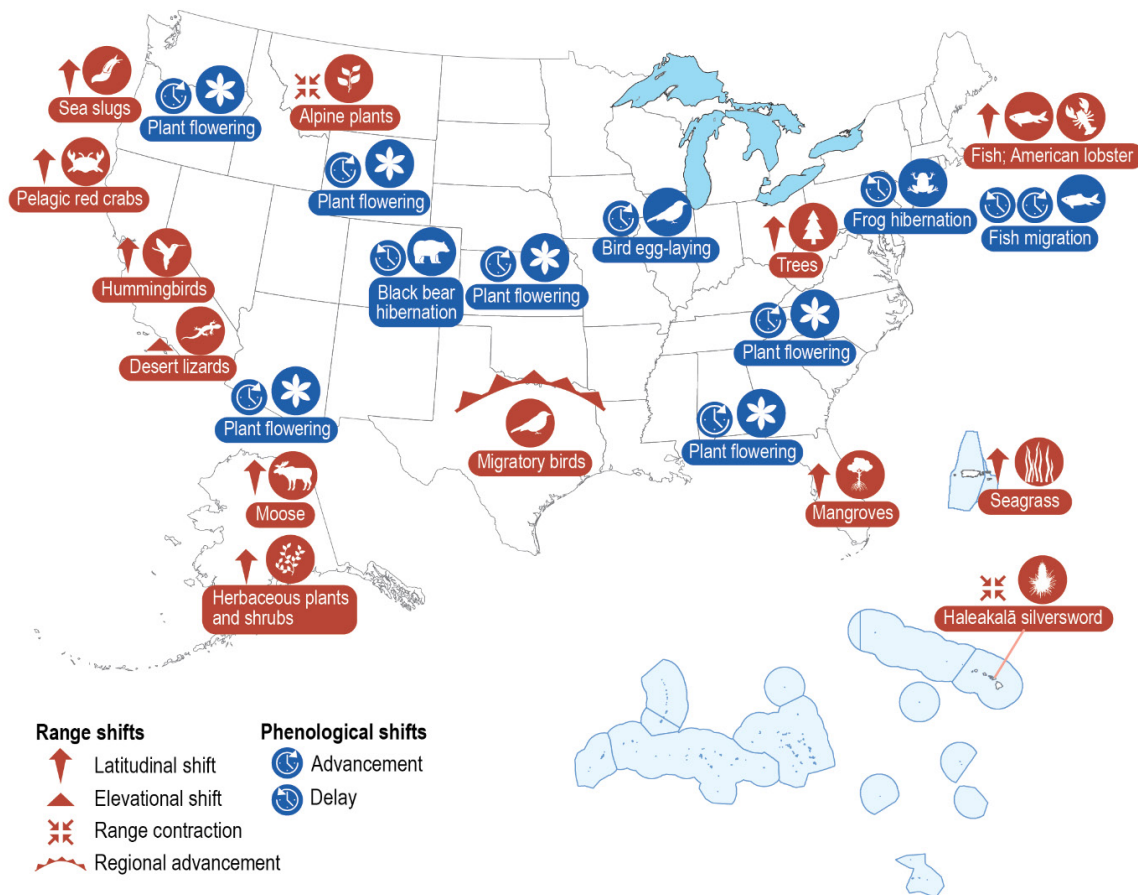 Sea slugs
Plant flowering
Alpine plants
Fish; American lobster
Pelagic red crabs
Plant flowering
Frog hibernation
Fish migration
Bird egg-laying
Trees
Hummingbirds
Black bear
hibernation
Plant flowering
Desert lizards
Plant flowering
Plant flowering
Migratory birds
Plant flowering
Moose
Mangroves
Seagrass
Herbaceous plants
and shrubs
Haleakalā silversword
Range shifts
Latitudinal shift
Elevational shift
Range contraction
Regional advancement
Phenological shifts
Advancement
Delay